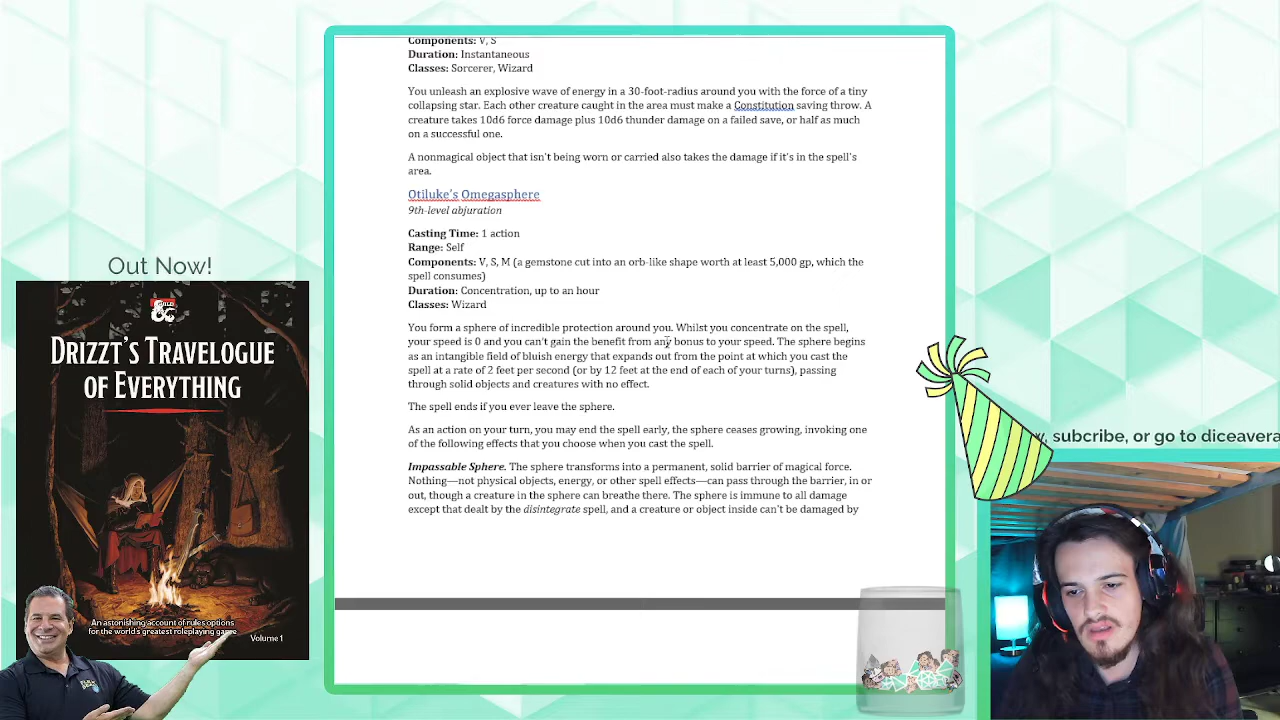 Components: V, S
Duration: Instantaneous
Classes: Sorcerer, Wizard
You unleash an explosive wave of energy in a 30-foot-radius around you with the force of a tiny
collapsing star. Each other creature caught in the area must make a Constitution saving throw. A
creature takes 10d6 force damage plus 10d6 thunder damage on a failed save, or half as much
on a successful one.
A nonmagical object that isn't being worn or carried also takes the damage if it's in the spell's
area.
Otiluke's Omegasphere
9th-level abjuration
Casting Time: 1 action
Range: Self
Components: V, S, M (a gemstone cut into an orb-like shape worth at least 5,000 gp, which the
spell consumes)
Duration: Concentration, up to an hour
Classes: Wizard
You form a sphere of incredible protection around you. Whilst you concentrate on the spell,
your speed is 0 and you can't gain the benefit from any bonus to your speed. The sphere begins
as an intangible field of bluish energy that expands out from the point at which you cast the
spell at a rate of 2 feet per second (or by 12 feet at the end of each of your turns), passing
through solid objects and creatures with no effect.
The spell ends if you ever leave the sphere.
As an action on your turn, you may end the spell early, the sphere ceases growing, invoking one
of the following effects that you choose when you cast the spell.
Impassable Sphere. The sphere transforms into a permanent, solid barrier of magical force.
Nothing—not physical objects, energy, or other spell effects—can pass through the barrier, in or
out, though a creature in the sphere can breathe there. The sphere is immune to all damage
except that dealt by the disintegrate spell, and a creature or object inside can't be damaged by
Out Now!
DRIZZT'S TRAVELOGUE
OF EVERYTHING
An astonishing account of rules options
for the world's greatest roleplaying game
Volume 1
, subcribe, or go to diceavera